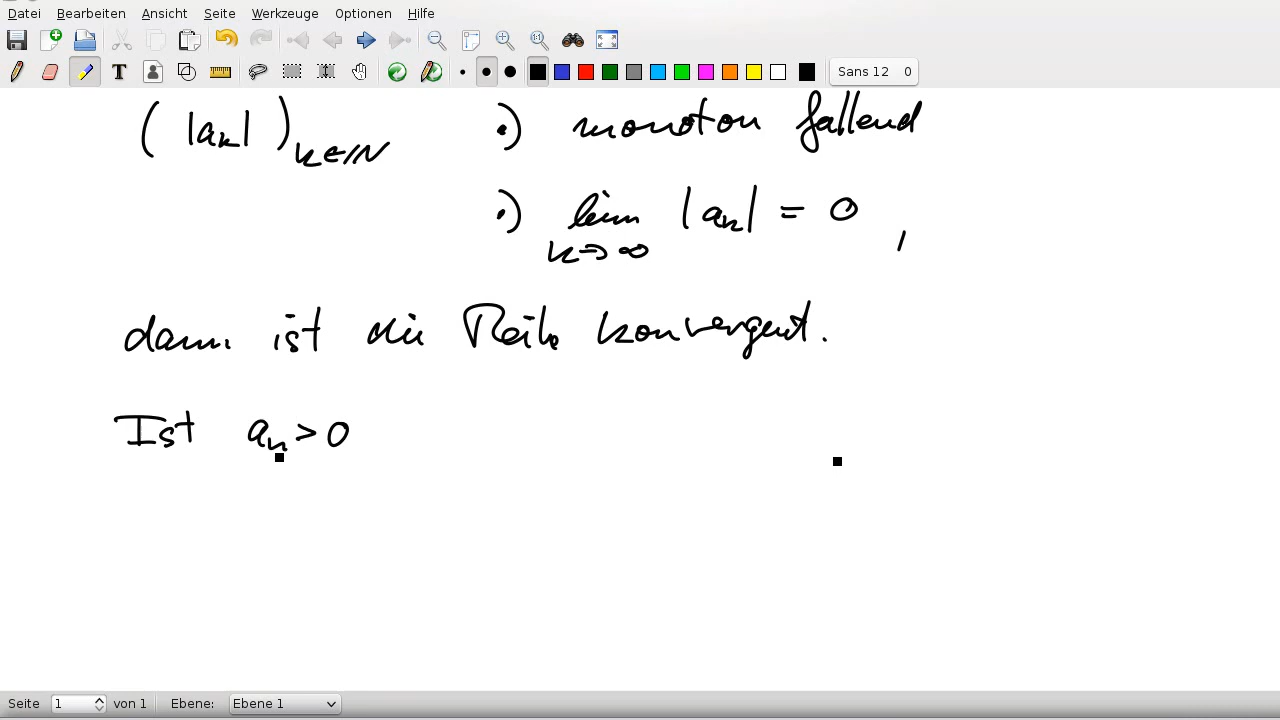 Datei Bearbeiten Ansicht Seite Werkzeuge Optionen Hilfe
Sans 12 0
( |aₖ| )ₖ∈ℕ •) monoton fallend
•) lim |aₖ| = 0 ,
k→∞
dann ist die Reihe konvergent.
Ist aₖ > 0
Seite 1 von 1 Ebene: Ebene 1